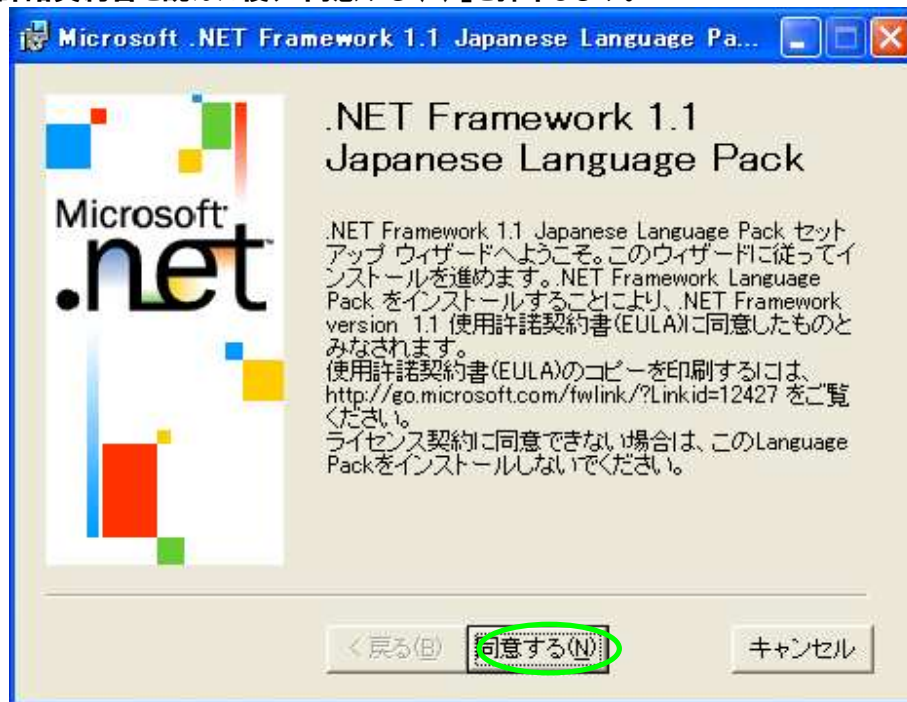 Microsoft .NET Framework 1.1 Japanese Language Pa...
.NET Framework 1.1
Japanese Language Pack
Microsoft
.net
.NET Framework 1.1 Japanese Language Pack セット
アップ ウィザードへようこそ。このウィザードに従ってイ
ンストールを進めます。.NET Framework Language
Pack をインストールすることにより、.NET Framework
version 1.1 使用許諾契約書(EULA)に同意したものと
みなされます。
使用許諾契約書(EULA)のコピーを印刷するには、
http://go.microsoft.com/fwlink/?Linkid=12427 をご覧
ください。
ライセンス契約に同意できない場合は、このLanguage
Packをインストールしないでください。
< 戻る(B)
同意する(N)
キャンセル